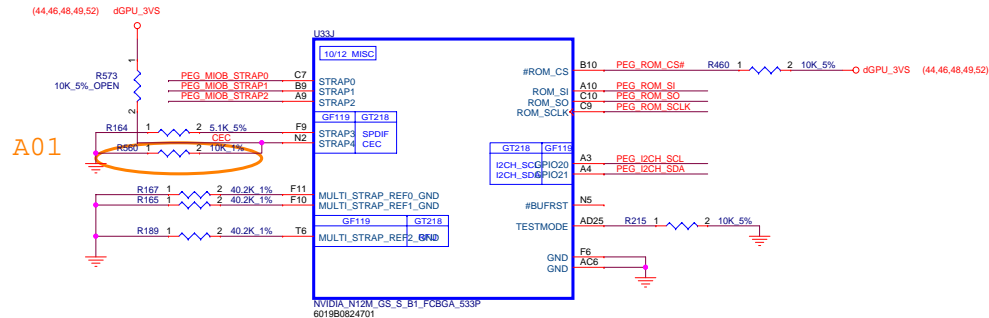 (44,46,48,49,52) dGPU_3VS
U33J
10/12 MISC
R573
10K_5%_OPEN
1
2
PEG_MIOB_STRAP0 C7 STRAP0
PEG_MIOB_STRAP1 B9 STRAP1
PEG_MIOB_STRAP2 A9 STRAP2
#ROM_CS B10 PEG_ROM_CS# R460 1 2 10K_5% dGPU_3VS (44,46,48,49,52)
ROM_SI A10 PEG_ROM_SI
ROM_SO C10 PEG_ROM_SO
ROM_SCLK C9 PEG_ROM_SCLK
GF119 GT218
R164 1 2 5.1K_5% F9 STRAP3 SPDIF
CEC N2 STRAP4 CEC
A01
R560 1 2 10K_1%
GT218 GF119
I2CH_SCL GPIO20 A3 PEG_I2CH_SCL
I2CH_SDA GPIO21 A4 PEG_I2CH_SDA
R167 1 2 40.2K_1% F11 MULTI_STRAP_REF0_GND
R165 1 2 40.2K_1% F10 MULTI_STRAP_REF1_GND
#BUFRST N5
GF119 GT218
R189 1 2 40.2K_1% T6 MULTI_STRAP_REF2_GND
TESTMODE AD25 R215 1 2 10K_5%
GND F6
GND AC6
NVIDIA_N12M_GS_S_B1_FCBGA_533P
6019B0824701